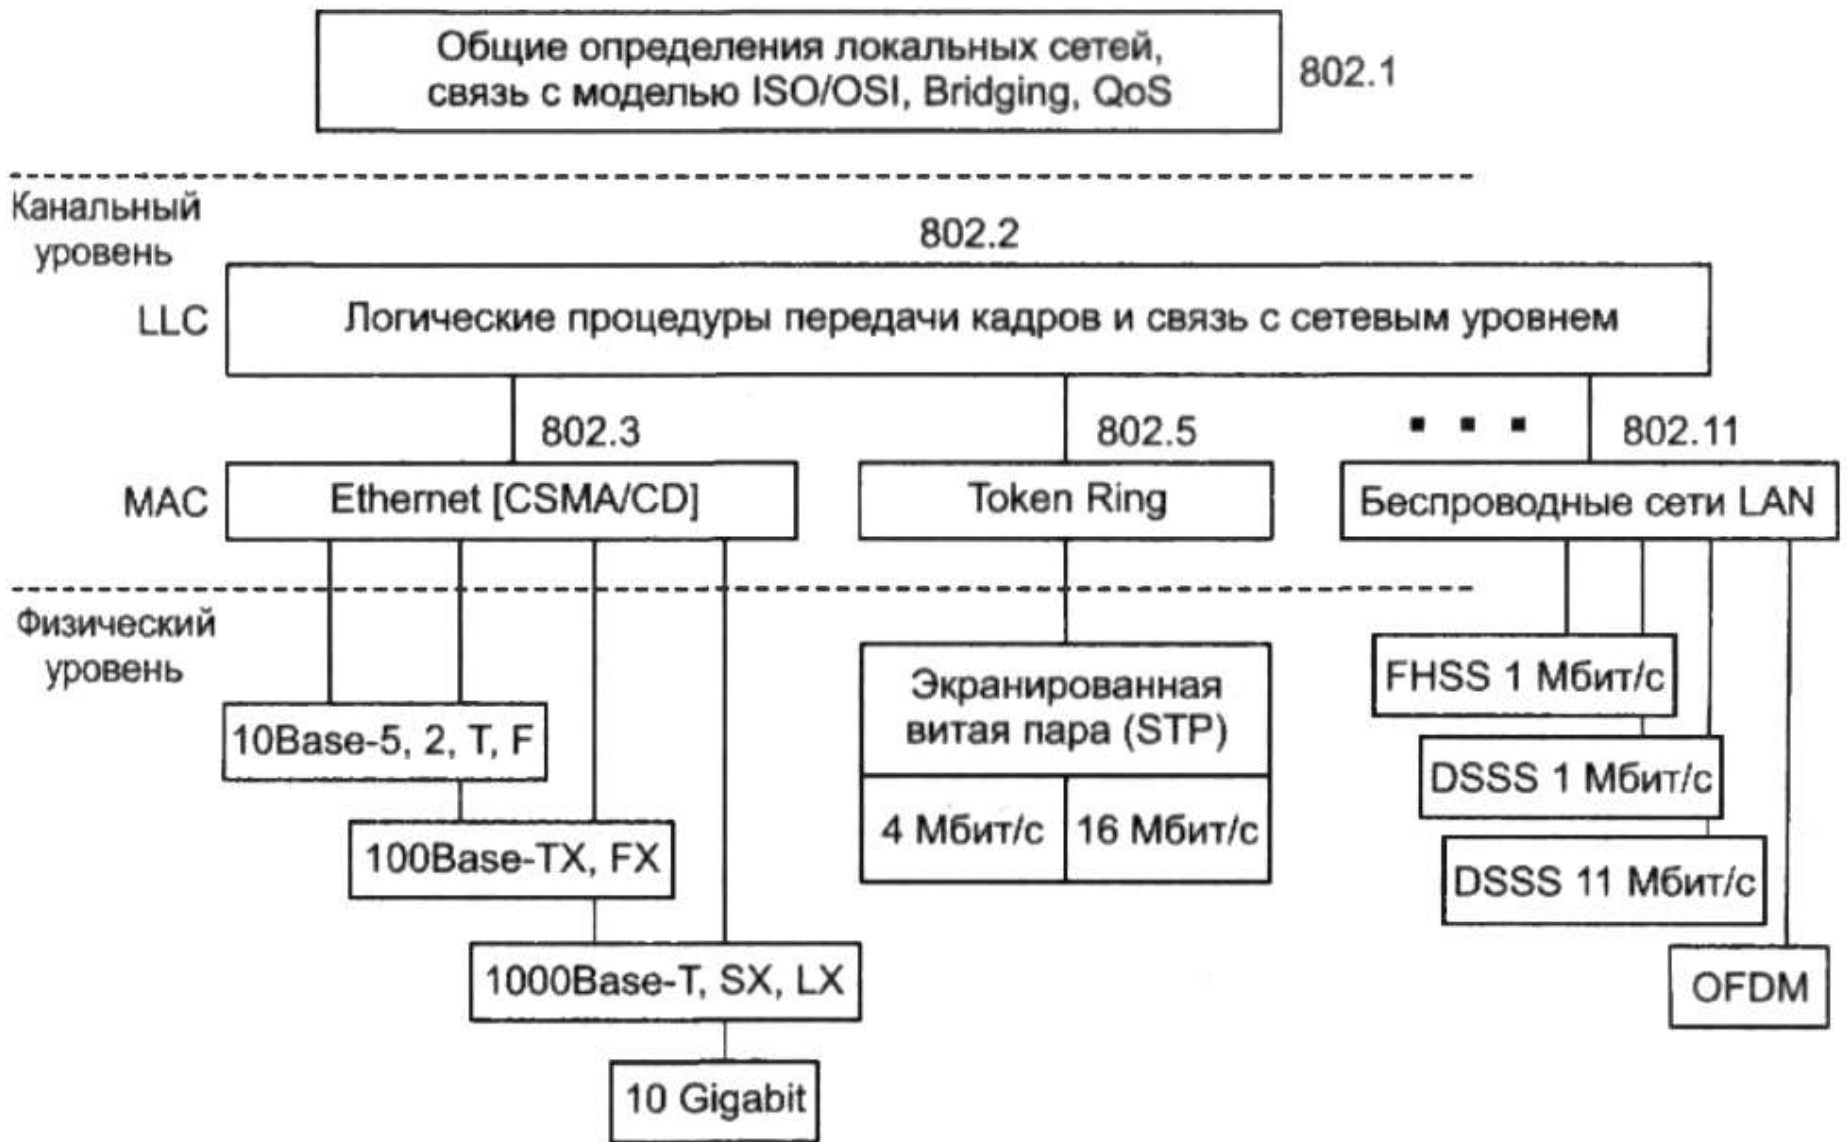 Общие определения локальных сетей,
связь с моделью ISO/OSI, Bridging, QoS
802.1
Канальный
уровень
802.2
LLC
Логические процедуры передачи кадров и связь с сетевым уровнем
802.3
802.5
802.11
MAC
Ethernet [CSMA/CD]
Token Ring
Беспроводные сети LAN
Физический
уровень
10Base-5, 2, T, F
100Base-TX, FX
1000Base-T, SX, LX
10 Gigabit
Экранированная
витая пара (STP)
4 Мбит/с
16 Мбит/с
FHSS 1 Мбит/с
DSSS 1 Мбит/с
DSSS 11 Мбит/с
OFDM